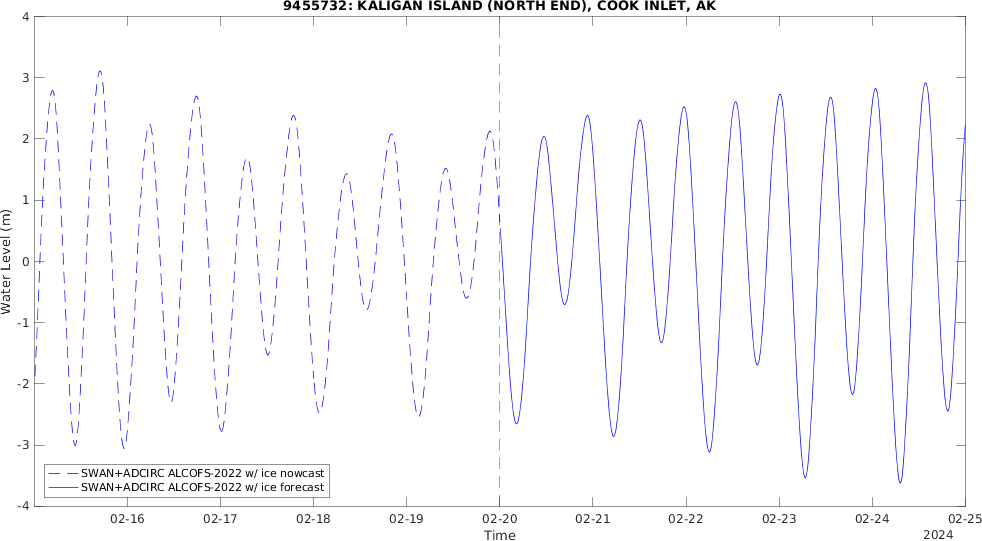 9455732: KALIGAN ISLAND (NORTH END), COOK INLET, AK
4
3
2
1
0
-1
-2
-3
-4
Water Level (m)
SWAN+ADCIRC ALCOFS-2022 w/ ice nowcast
SWAN+ADCIRC ALCOFS-2022 w/ ice forecast
02-16 02-17 02-18 02-19 02-20 02-21 02-22 02-23 02-24 02-25
Time
2024